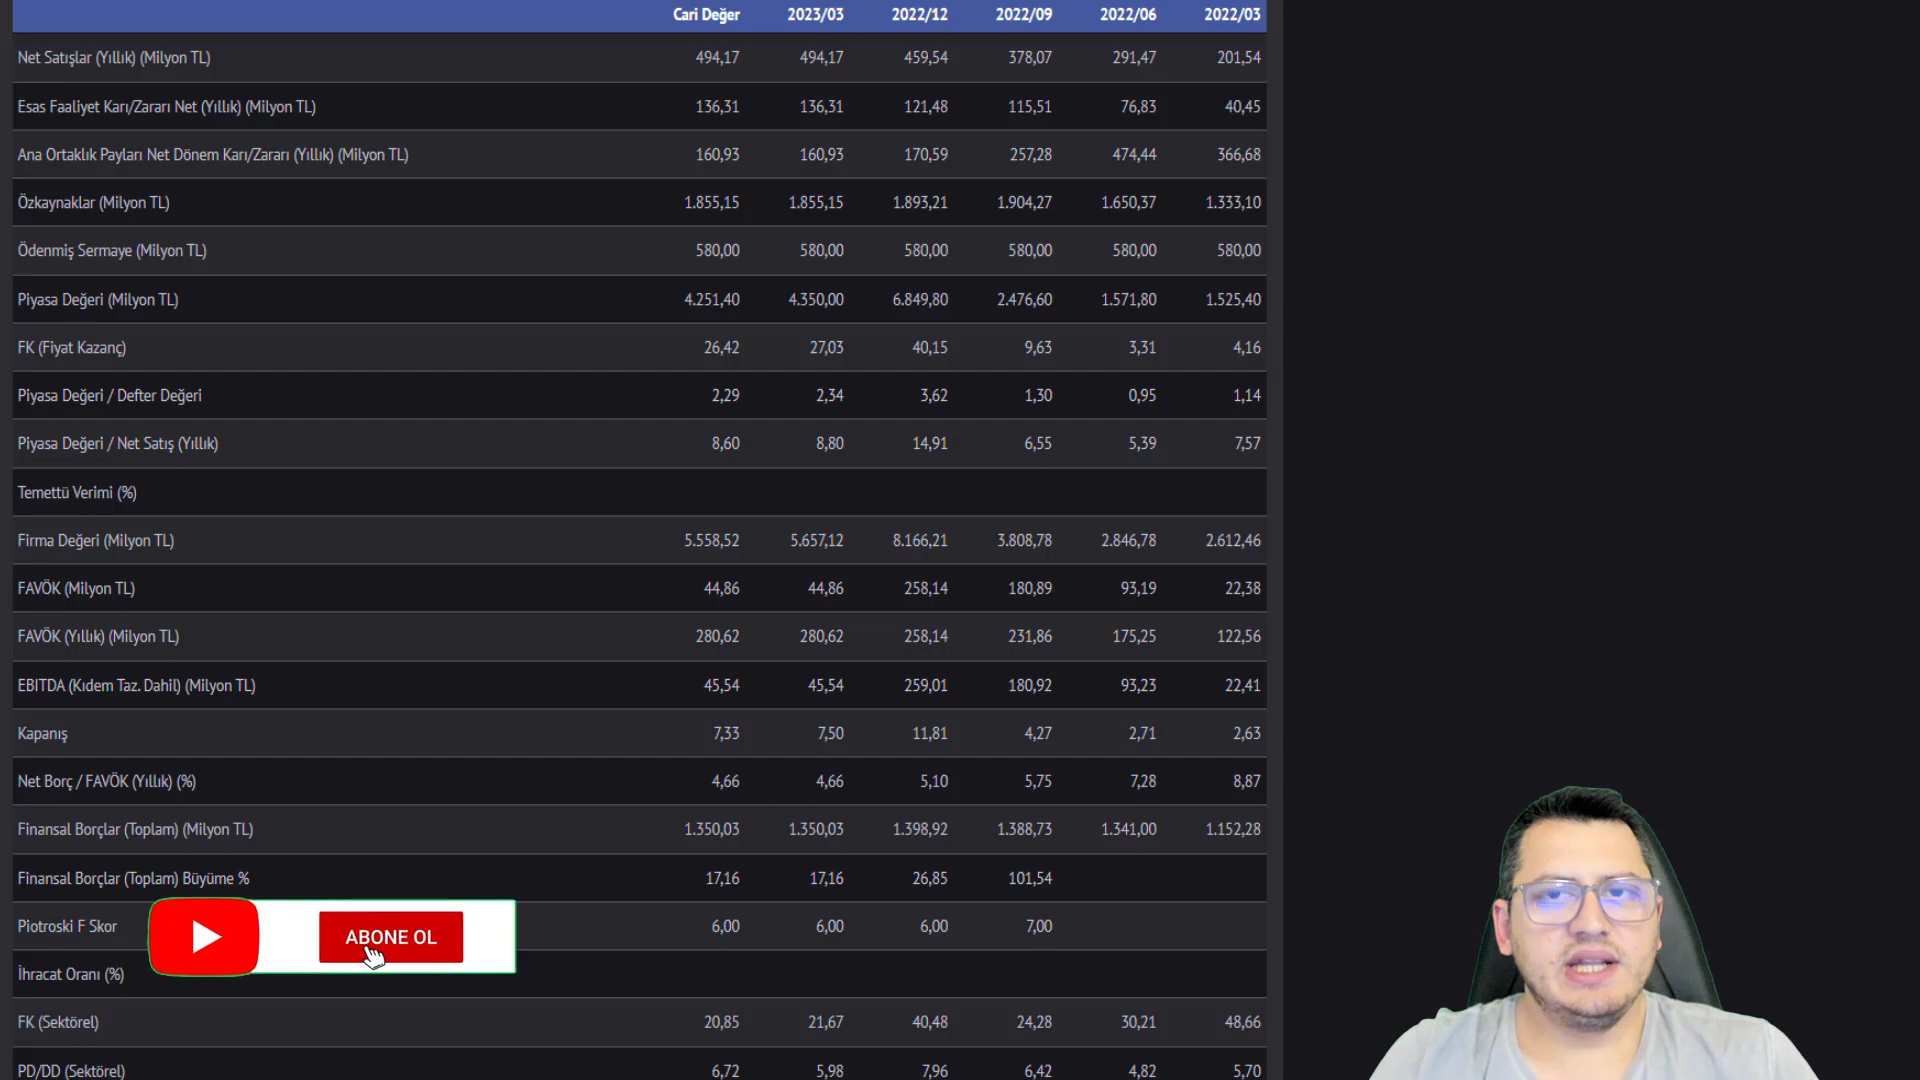 Cari Değer 2023/03 2022/12 2022/09 2022/06 2022/03
Net Satışlar (Yıllık) (Milyon TL) 494,17 494,17 459,54 378,07 291,47 201,54
Esas Faaliyet Karı/Zararı Net (Yıllık) (Milyon TL) 136,31 136,31 121,48 115,51 76,83 40,45
Ana Ortaklık Payları Net Dönem Karı/Zararı (Yıllık) (Milyon TL) 160,93 160,93 170,59 257,28 474,44 366,68
Özkaynaklar (Milyon TL) 1.855,15 1.855,15 1.893,21 1.904,27 1.650,37 1.333,10
Ödenmiş Sermaye (Milyon TL) 580,00 580,00 580,00 580,00 580,00 580,00
Piyasa Değeri (Milyon TL) 4.251,40 4.350,00 6.849,80 2.476,60 1.571,80 1.525,40
FK (Fiyat Kazanç) 26,42 27,03 40,15 9,63 3,31 4,16
Piyasa Değeri / Defter Değeri 2,29 2,34 3,62 1,30 0,95 1,14
Piyasa Değeri / Net Satış (Yıllık) 8,60 8,80 14,91 6,55 5,39 7,57
Temettü Verimi (%)
Firma Değeri (Milyon TL) 5.558,52 5.657,12 8.166,21 3.808,78 2.846,78 2.612,46
FAVÖK (Milyon TL) 44,86 44,86 258,14 180,89 93,19 22,38
FAVÖK (Yıllık) (Milyon TL) 280,62 280,62 258,14 231,86 175,25 122,56
EBITDA (Kıdem Taz. Dahil) (Milyon TL) 45,54 45,54 259,01 180,92 93,23 22,41
Kapanış 7,33 7,50 11,81 4,27 2,71 2,63
Net Borç / FAVÖK (Yıllık) (%) 4,66 4,66 5,10 5,75 7,28 8,87
Finansal Borçlar (Toplam) (Milyon TL) 1.350,03 1.350,03 1.398,92 1.388,73 1.341,00 1.152,28
Finansal Borçlar (Toplam) Büyüme % 17,16 17,16 26,85 101,54
Piotroski F Skor 6,00 6,00 6,00 7,00
ABONE OL
İhracat Oranı (%)
FK (Sektörel) 20,85 21,67 40,48 24,28 30,21 48,66
PD/DD (Sektörel) 6,72 5,98 7,96 6,42 4,82 5,70